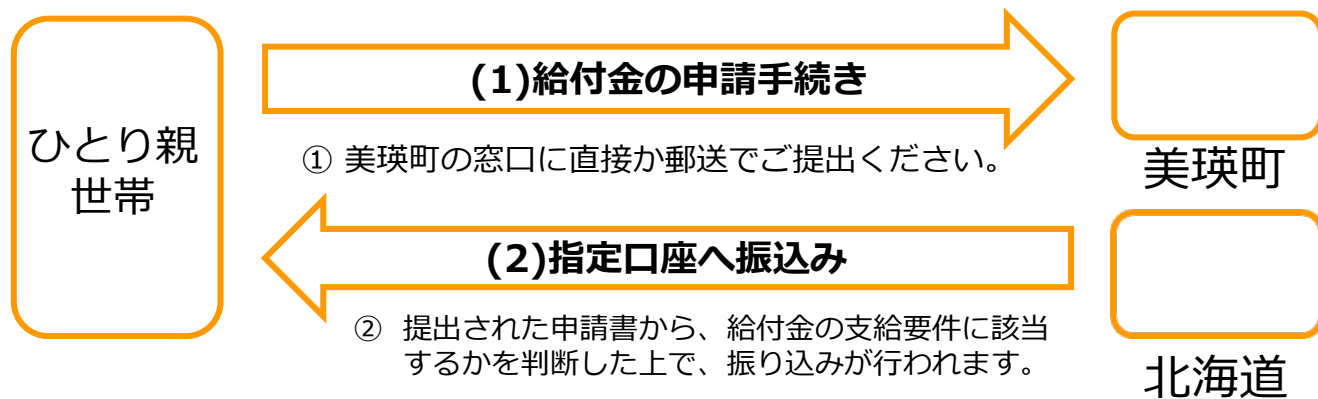 ひとり親
世帯
(1)給付金の申請手続き
① 美瑛町の窓口に直接か郵送でご提出ください。
美瑛町
(2)指定口座へ振込み
② 提出された申請書から、給付金の支給要件に該当
するかを判断した上で、振り込みが行われます。
北海道